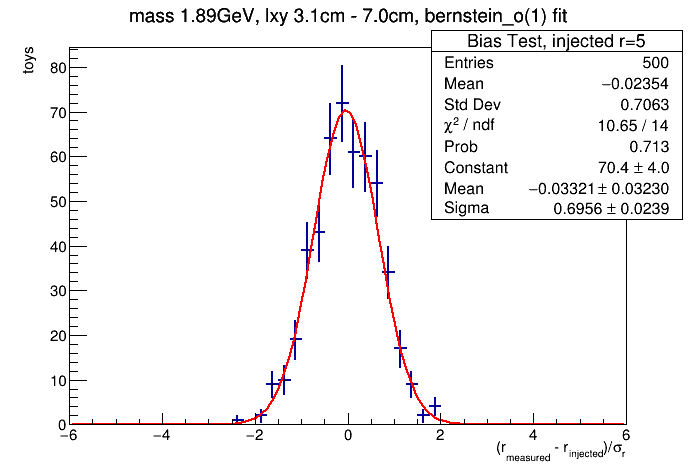 mass 1.89GeV, lxy 3.1cm - 7.0cm, bernstein_o(1) fit
toys
Bias Test, injected r=5
Entries 500
Mean −0.02354
Std Dev 0.7063
χ² / ndf 10.65 / 14
Prob 0.713
Constant 70.4 ± 4.0
Mean −0.03321 ± 0.03230
Sigma 0.6956 ± 0.0239
80
70
60
50
40
30
20
10
0
−6 −4 −2 0 2 4 6
(r_measured - r_injected)/σ_r